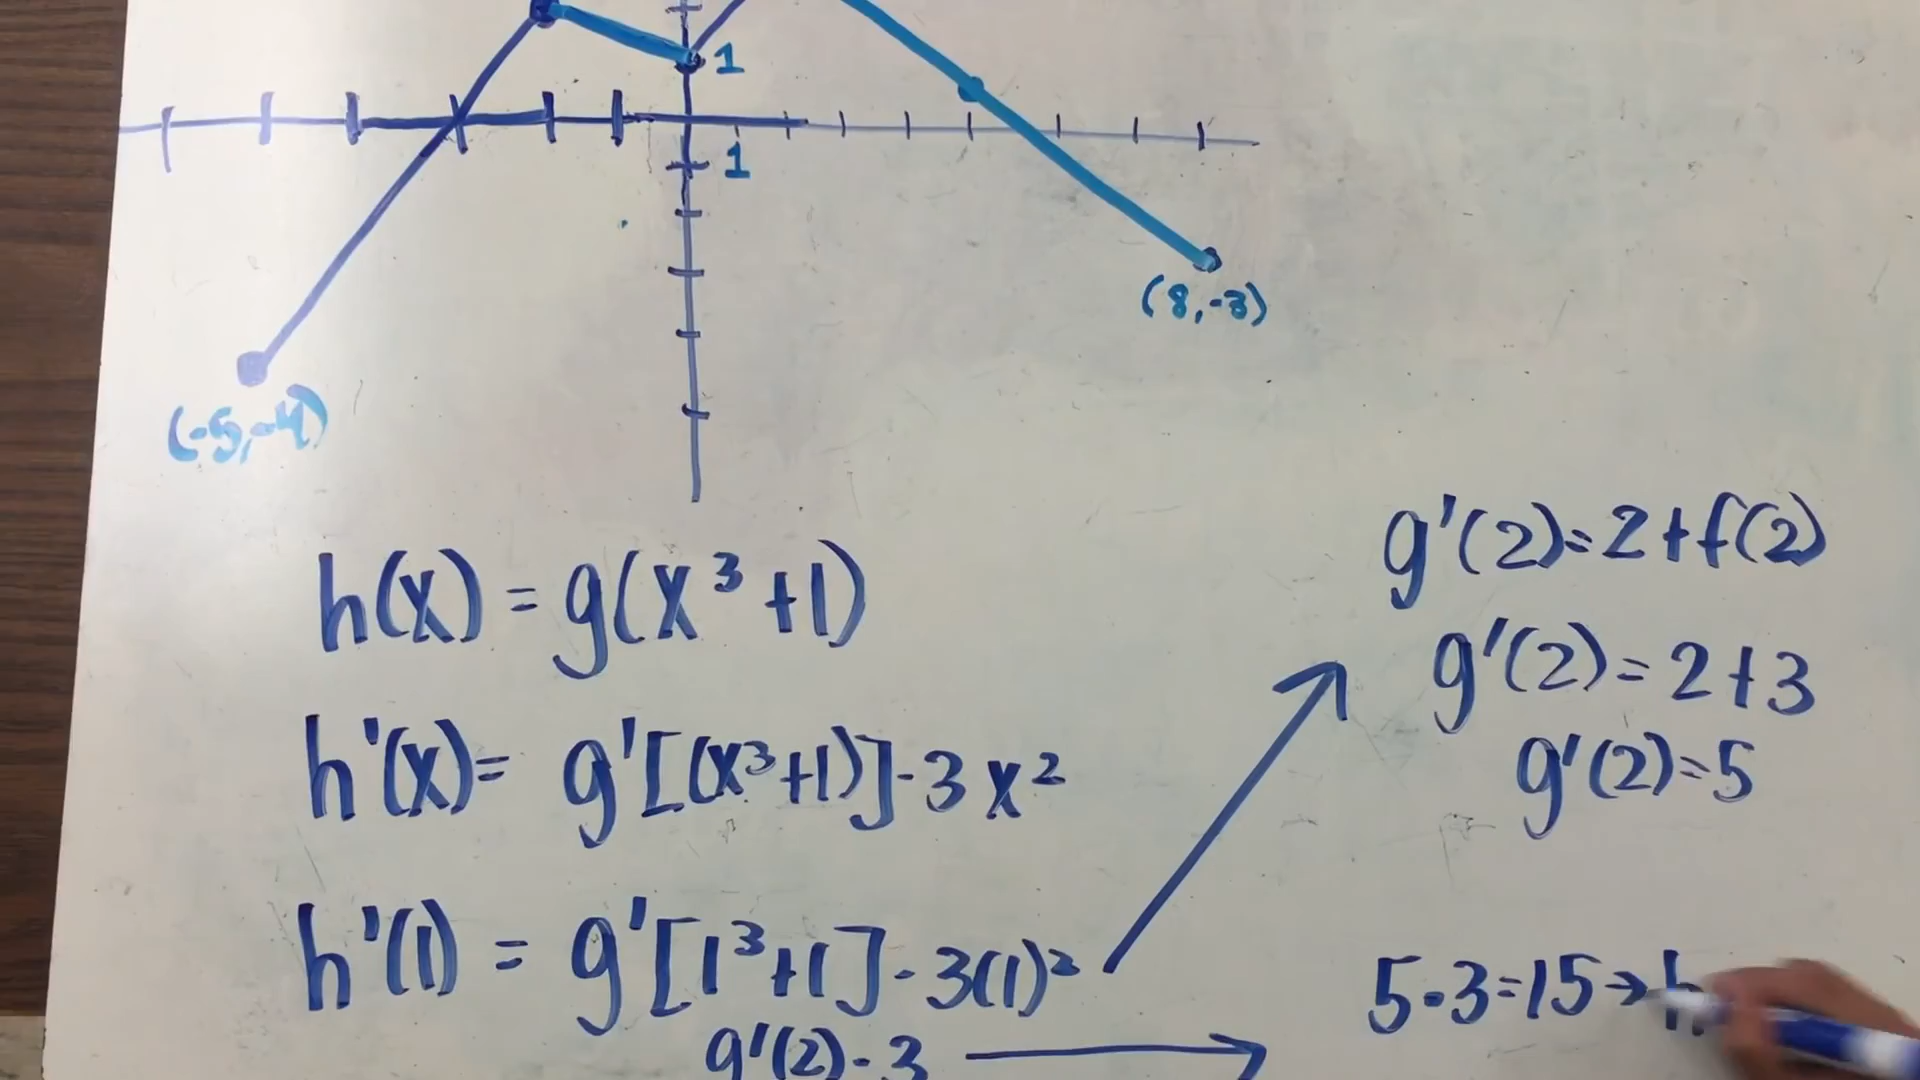 1
1
(8,-3)
(-5,-4)
h(x) = g(x³+1)
h'(x)= g'[(x³+1)]·3x²
h'(1) = g'[1³+1]·3(1)²
g'(2)·3
g'(2)=2+f(2)
g'(2)=2+3
g'(2)=5
5·3=15→h